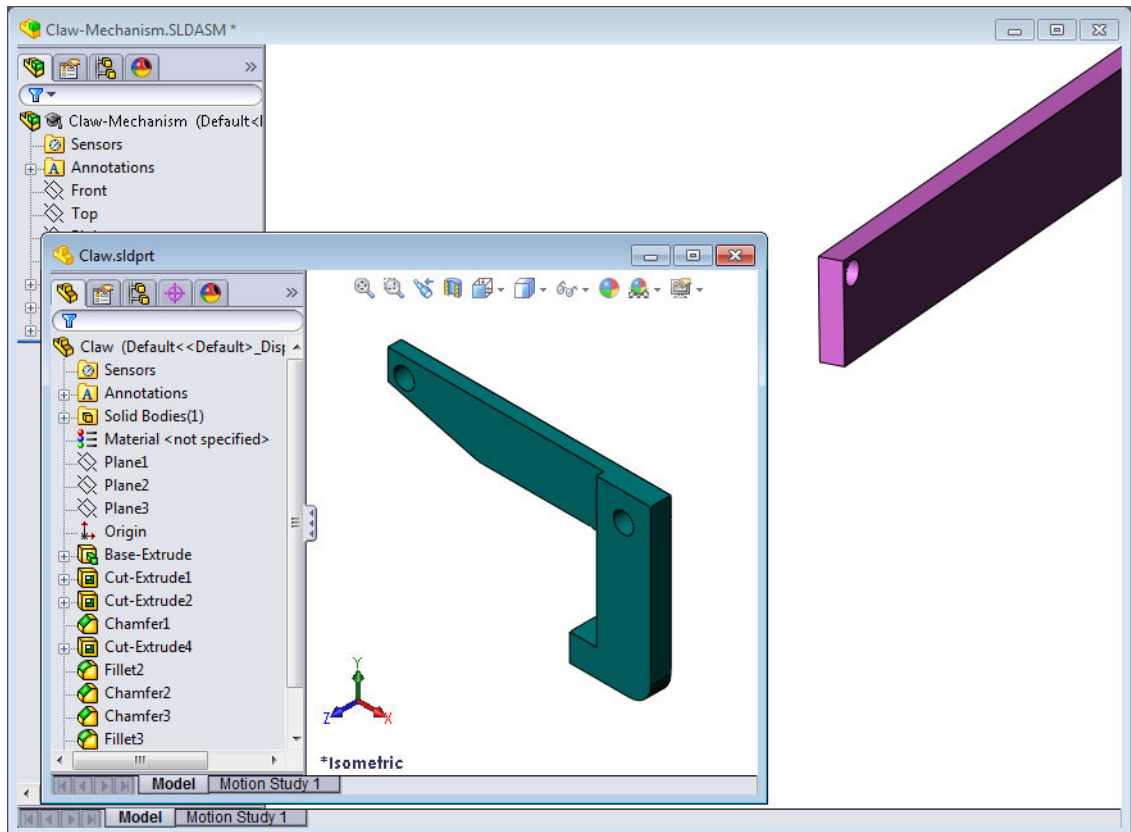 Claw-Mechanism.SLDASM *
»
Claw-Mechanism (Default<
Sensors
A Annotations
Front
Top
Claw.sldprt
»
Claw (Default<<Default>_Disp
Sensors
A Annotations
Solid Bodies(1)
Material <not specified>
Plane1
Plane2
Plane3
Origin
Base-Extrude
Cut-Extrude1
Cut-Extrude2
Chamfer1
Cut-Extrude4
Fillet2
Chamfer2
Chamfer3
Fillet3
Y
Z X
*Isometric
Model Motion Study 1
Model Motion Study 1